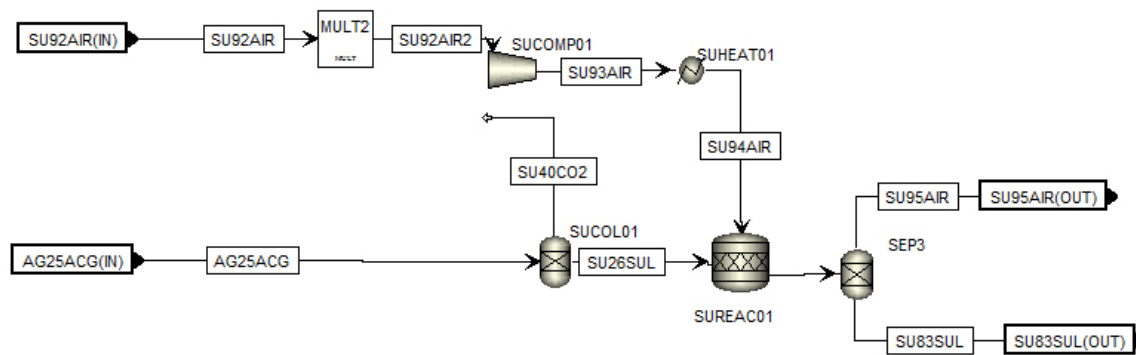 SU92AIR(IN)
SU92AIR
MULT2
MULT
SU92AIR2
SUCOMP01
SU93AIR
SUHEAT01
SU94AIR
SU40CO2
SU95AIR
SU95AIR(OUT)
SUCOL01
SEP3
AG25ACG(IN)
AG25ACG
SU26SUL
SUREAC01
SU83SUL
SU83SUL(OUT)